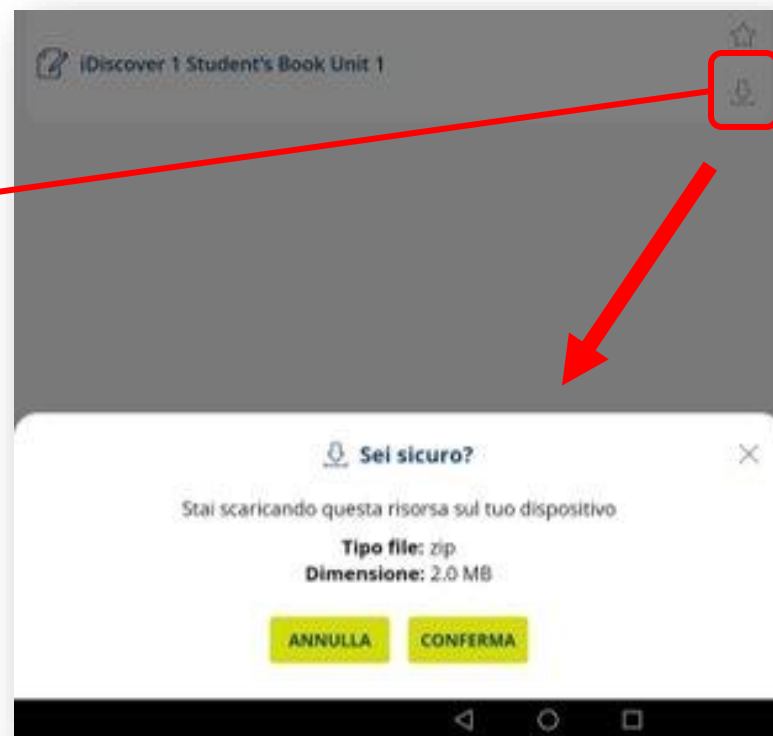 iDiscover 1 Student's Book Unit 1
Sei sicuro?
Stai scaricando questa risorsa sul tuo dispositivo
Tipo file: zip
Dimensione: 2.0 MB
ANNULLA CONFERMA